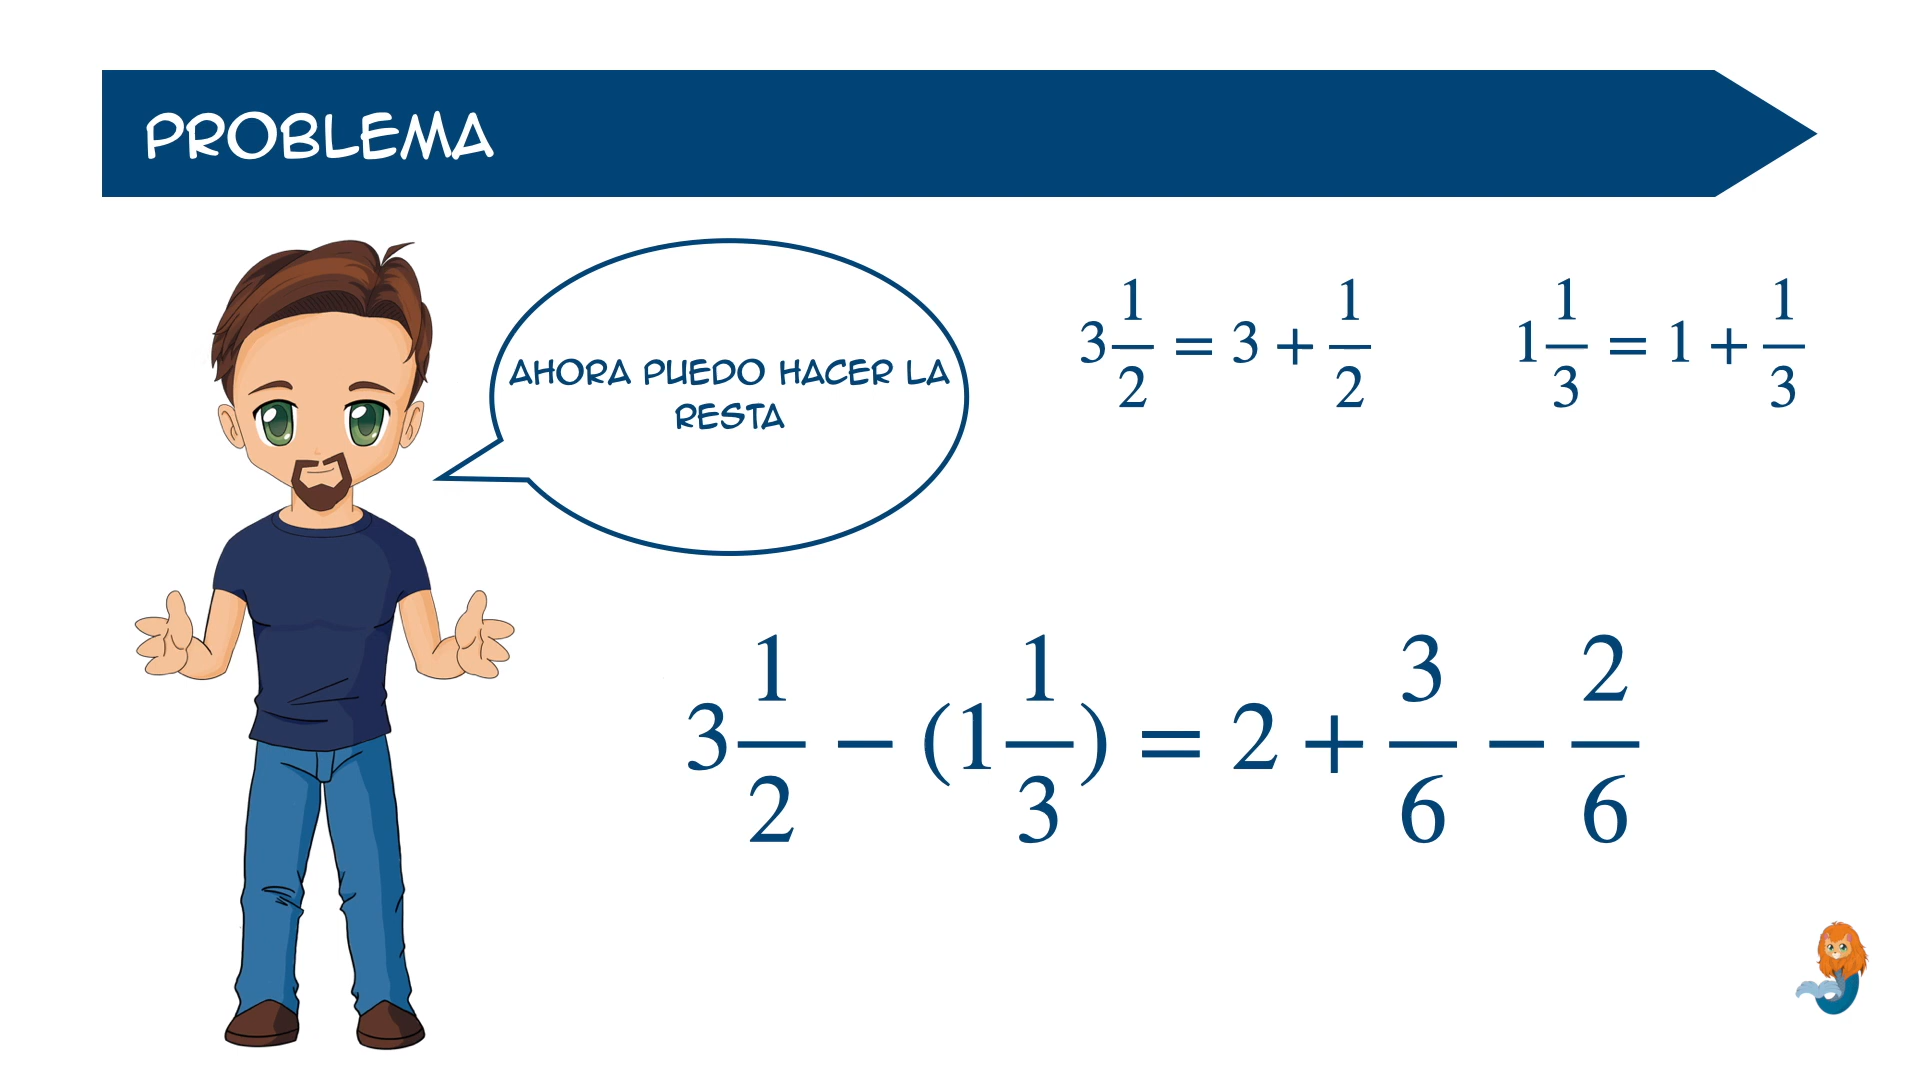 PROBLEMA
AHORA PUEDO HACER LA
RESTA
3 1/2 = 3 + 1/2
1 1/3 = 1 + 1/3
3 1/2 − (1 1/3) = 2 + 3/6 − 2/6